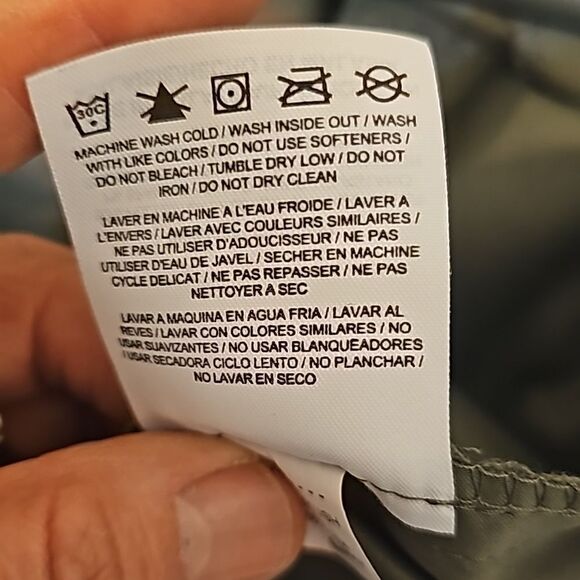 30C
MACHINE WASH COLD / WASH INSIDE OUT / WASH
WITH LIKE COLORS / DO NOT USE SOFTENERS /
DO NOT BLEACH / TUMBLE DRY LOW / DO NOT
IRON / DO NOT DRY CLEAN
LAVER EN MACHINE A L'EAU FROIDE / LAVER A
L'ENVERS / LAVER AVEC COULEURS SIMILAIRES /
NE PAS UTILISER D'ADOUCISSEUR / NE PAS
UTILISER D'EAU DE JAVEL / SECHER EN MACHINE
CYCLE DELICAT / NE PAS REPASSER / NE PAS
NETTOYER A SEC
LAVAR A MAQUINA EN AGUA FRIA / LAVAR AL
REVES / LAVAR CON COLORES SIMILARES / NO
USAR SUAVIZANTES / NO USAR BLANQUEADORES
/ USAR SECADORA CICLO LENTO / NO PLANCHAR /
NO LAVAR EN SECO